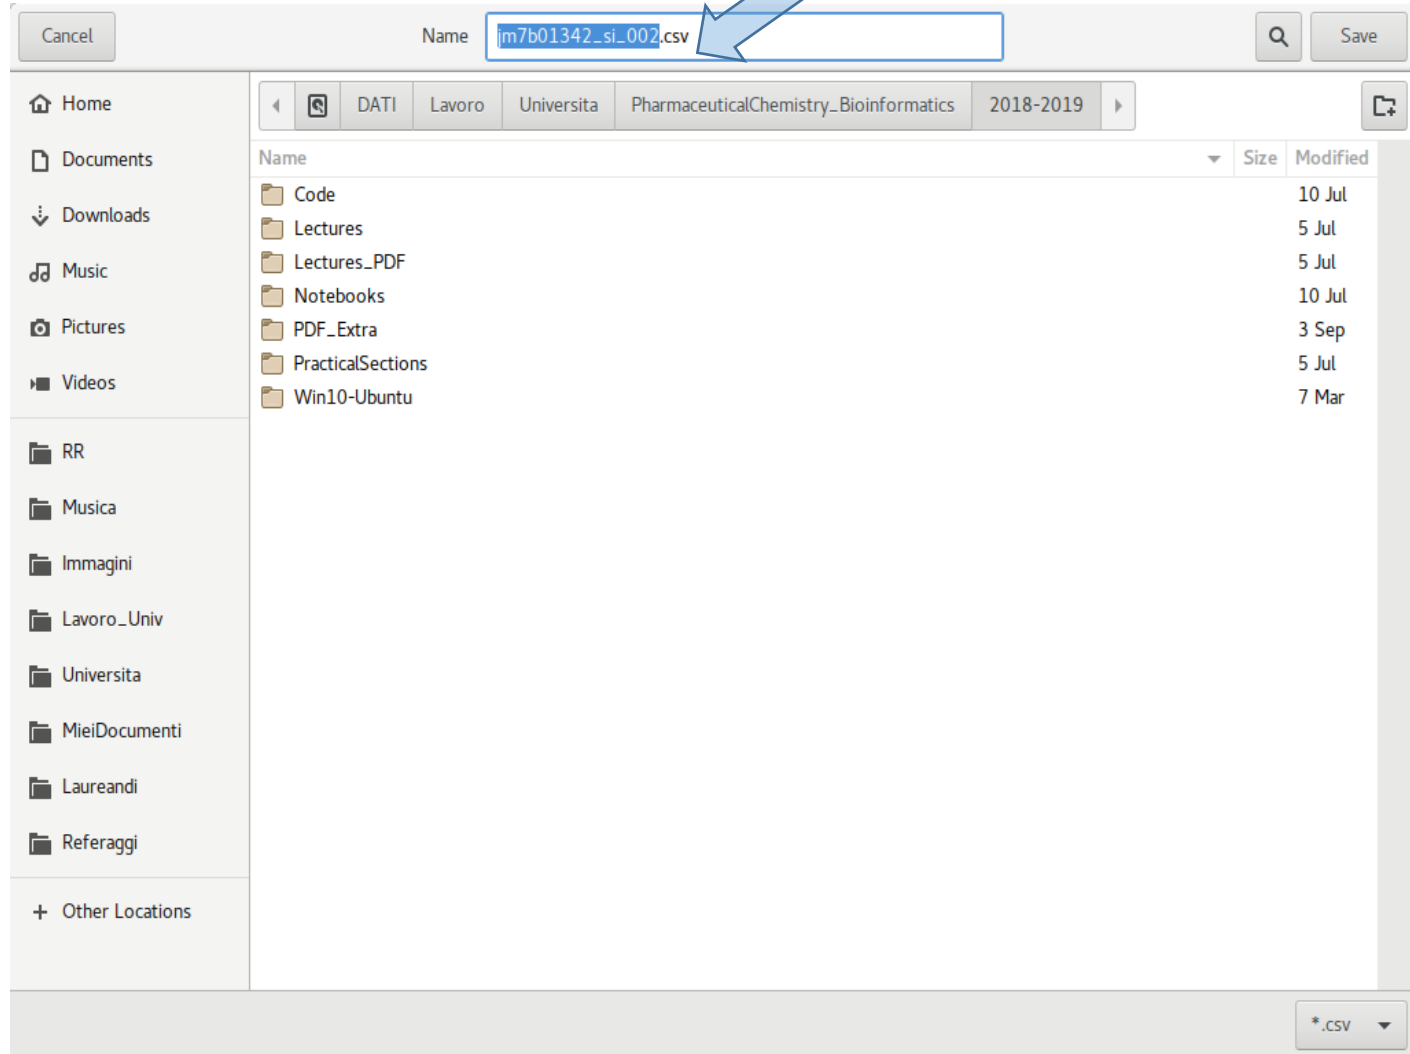 Cancel Name jm7b01342_si_002.csv Save
Home
Documents
Downloads
Music
Pictures
Videos
RR
Musica
Immagini
Lavoro_Univ
Universita
MieiDocumenti
Laureandi
Referaggi
Other Locations
DATI Lavoro Universita PharmaceuticalChemistry_Bioinformatics 2018-2019
Name Size Modified
Code 10 Jul
Lectures 5 Jul
Lectures_PDF 5 Jul
Notebooks 10 Jul
PDF_Extra 3 Sep
PracticalSections 5 Jul
Win10-Ubuntu 7 Mar
*.csv